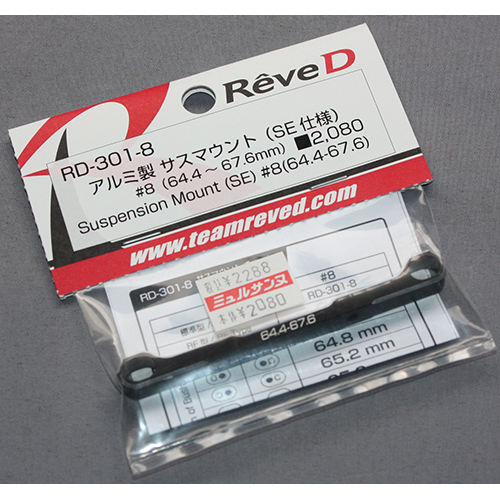 RêveD
RD-301-8
アルミ製 サスマウント（SE仕様）
#8（64.4～67.6mm）■2,080
Suspension Mount (SE) #8(64.4-67.6)
www.teamreved.com
RD-301-8
#8
RD-301-8
¥2288
ミュルサンヌ
本体¥2080
64.4-67.6
64.8 mm
65.2 mm